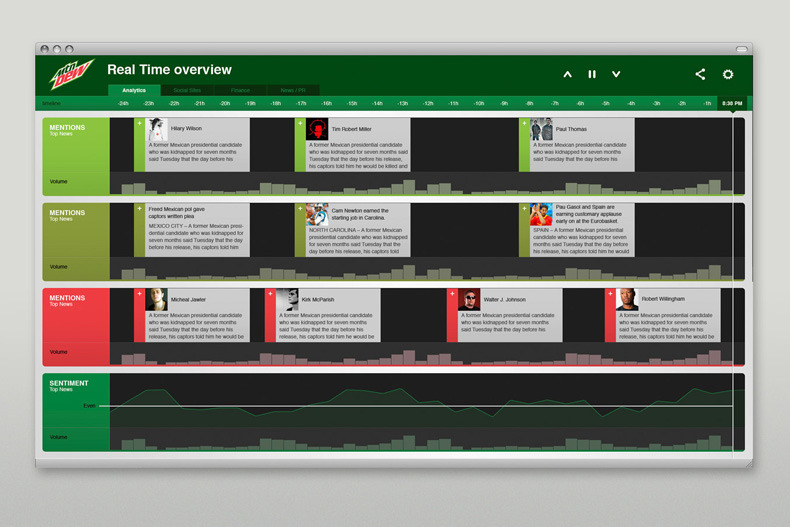 mtn
dew
Real Time overview
Analytics
Social Sites
Finance
News / PR
timeline
-24h -23h -22h -21h -20h -19h -18h -17h -16h -15h -14h -13h -12h -11h -10h -9h -8h -7h -6h -5h -4h -3h -2h -1h 8:38 PM
MENTIONS
Top News
Volume
+
Hilary Wilson
A former Mexican presidential candidate
who was kidnapped for seven months
said Tuesday that the day before his
+
Tim Robert Miller
A former Mexican presidential candidate
who was kidnapped for seven months
said Tuesday that the day before his release,
his captors told him he would be killed and
+
Paul Thomas
A former Mexican presidential candidate
who was kidnapped for seven months
said Tuesday that the day before his
MENTIONS
Top News
Volume
+
Freed Mexican pol gave
captors written plea
MEXICO CITY – A former Mexican presi-
dential candidate who was kidnapped for
seven months said Tuesday that the day
before his release, his captors told him
+
Cam Newton earned the
starting job in Carolina
NORTH CAROLINA – A former Mexican
presidential candidate who was kidnapped
for seven months said Tuesday that the
day before his release, his captors told
+
Pau Gasol and Spain are
earning customary applause
early on at the Eurobasket.
SPAIN – A former Mexican presidential
candidate who was kidnapped for seven
months said Tuesday that the day before
his release, his captors told him he would
MENTIONS
Top News
Volume
+
Micheal Jawler
A former Mexican presidential candidate
who was kidnapped for seven months
said Tuesday that the day before his
release, his captors told him he would be
+
Kirk McParish
A former Mexican presidential candidate
who was kidnapped for seven months
said Tuesday that the day before his
release, his captors told him he would be
+
Walter J. Johnson
A former Mexican presidential candidate
who was kidnapped for seven months
said Tuesday that the day before his
release, his captors told him he would be
+
Robert Willingham
A former Mexican presidential candidate
who was kidnapped for seven months
said Tuesday that the day before his
release, his captors told him he would be
SENTIMENT
Top News
Even
Volume